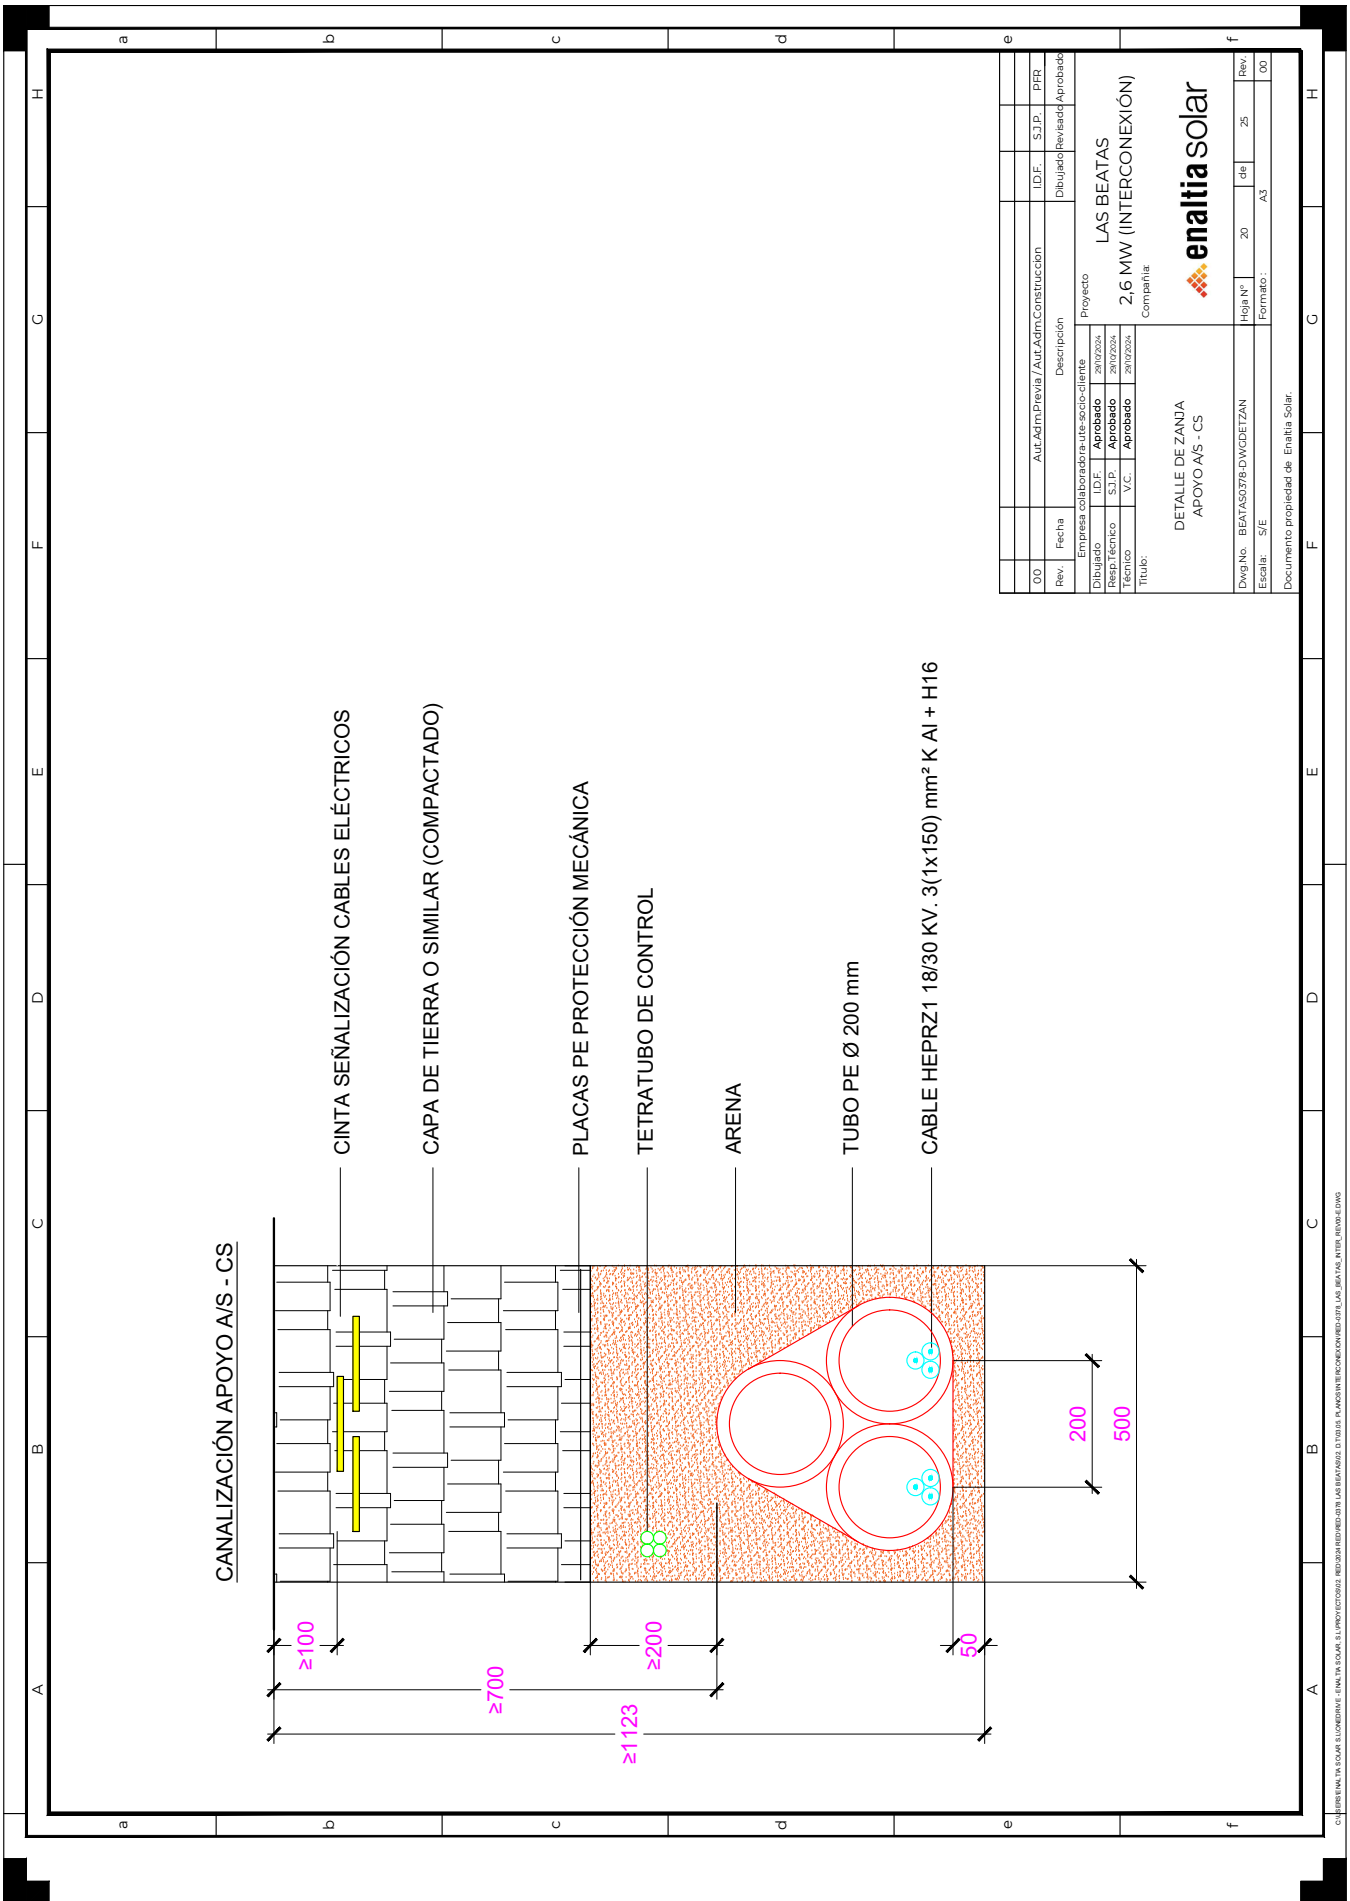 CANALIZACIÓN APOYO A/S - CS
CINTA SEÑALIZACIÓN CABLES ELÉCTRICOS
CAPA DE TIERRA O SIMILAR (COMPACTADO)
PLACAS PE PROTECCIÓN MECÁNICA
TETRATUBO DE CONTROL
ARENA
TUBO PE Ø 200 mm
CABLE HEPRZ1 18/30 KV. 3(1x150) mm² K Al + H16
≥100
≥200
50
≥700
≥1123
200
500
00 Aut.Adm.Previa / Aut.Adm.Construccion I.D.F. S.J.P. PFR
Rev. Fecha Descripción Dibujado Revisado Aprobado
Empresa colaboradora-ute-socio-cliente
Dibujado I.D.F. Aprobado 29/10/2024
Resp.Técnico S.J.P. Aprobado 29/10/2024
Técnico V.C. Aprobado 29/10/2024
Proyecto
LAS BEATAS
2,6 MW (INTERCONEXIÓN)
Compañia:
enaltia solar
Título:
DETALLE DE ZANJA
APOYO A/S - CS
Dwg.No. BEATAS0378-DWGDETZAN Hoja Nº 20 de 25 Rev.
Escala: S/E Formato : A3 00
Documento propiedad de Enaltia Solar.
A B C D E F G H
A B C D E F G H
a b c d e f
a b c d e f